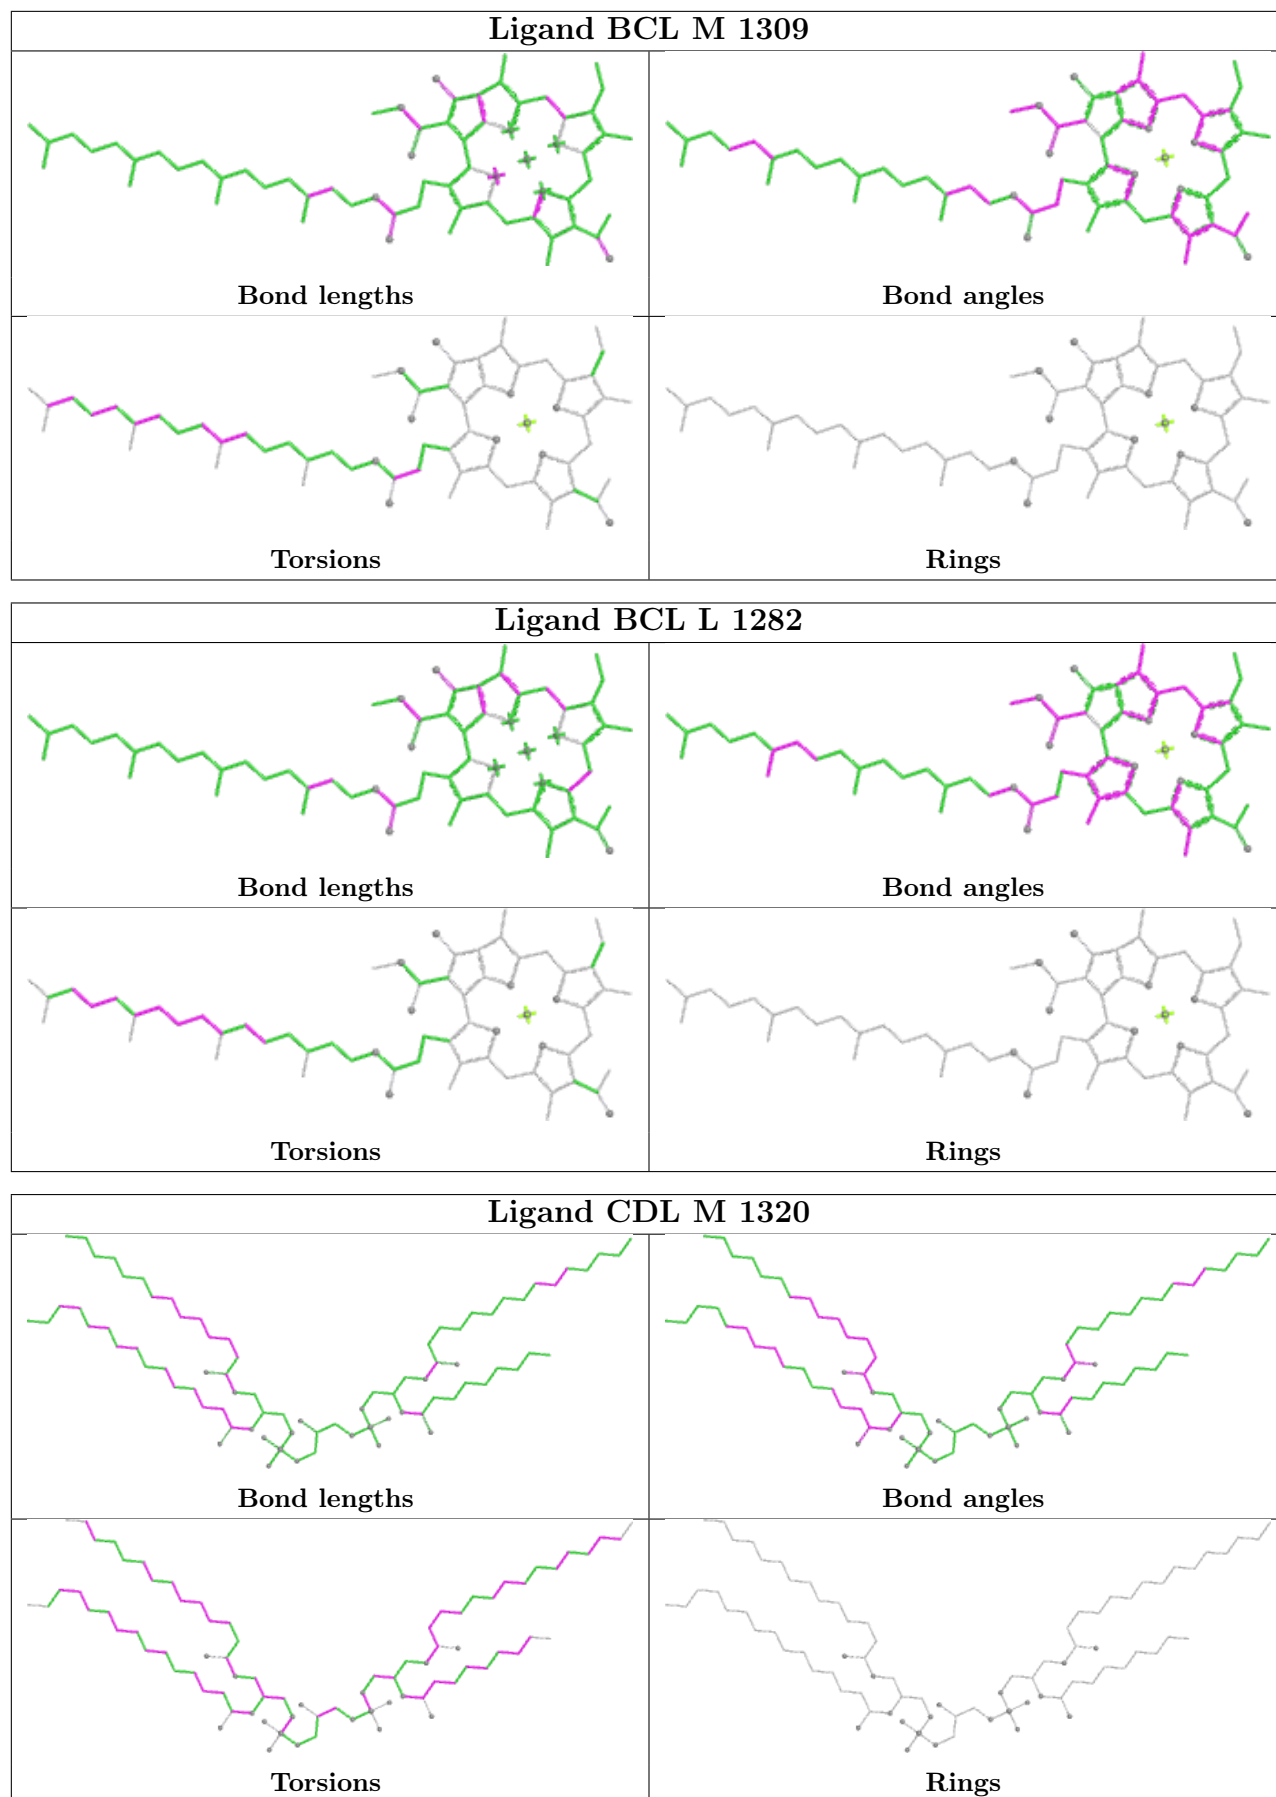 Ligand BCL M 1309
Bond lengths
Bond angles
Torsions
Rings
Ligand BCL L 1282
Bond lengths
Bond angles
Torsions
Rings
Ligand CDL M 1320
Bond lengths
Bond angles
Torsions
Rings